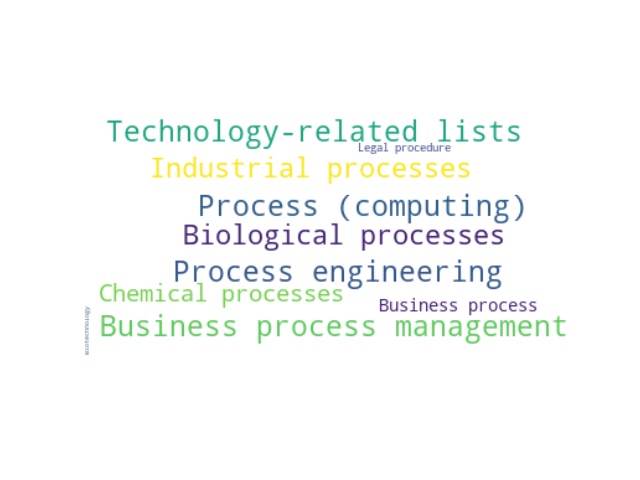 Technology-related lists
Legal procedure
Industrial processes
Process (computing)
Biological processes
Process engineering
Chemical processes
Business process
Business process management